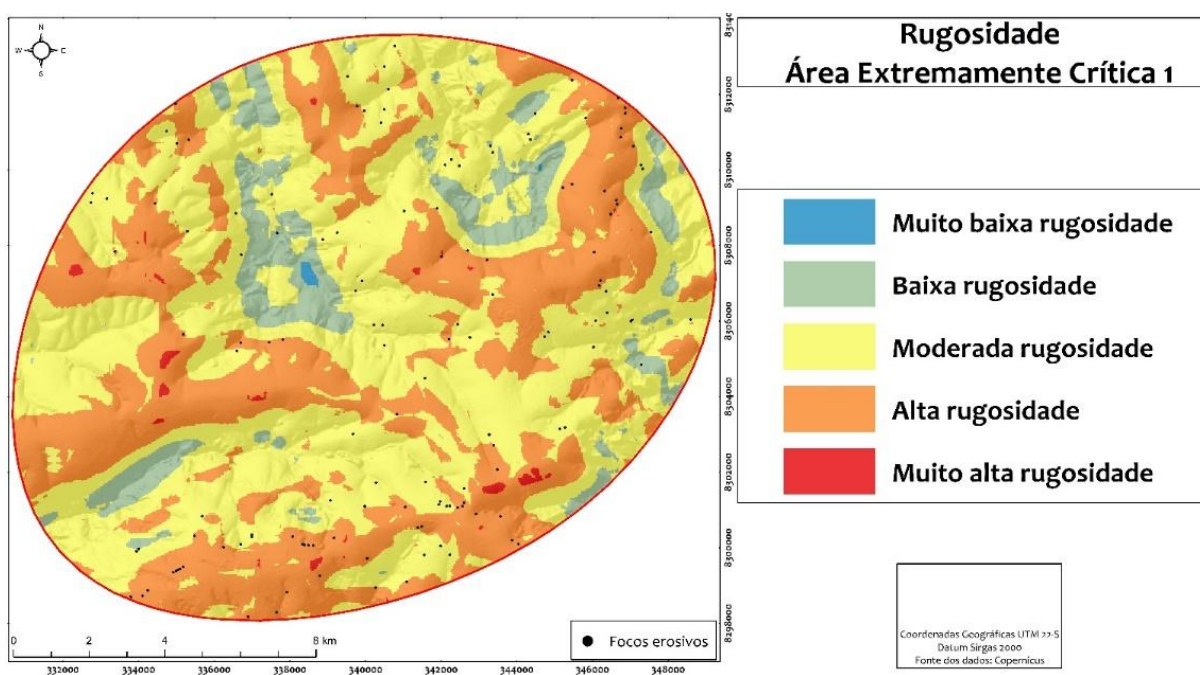 Rugosidade
Área Extremamente Crítica 1
N
W
E
S
8314000
8312000
8310000
8308000
8306000
8304000
8302000
8300000
8298000
Muito baixa rugosidade
Baixa rugosidade
Moderada rugosidade
Alta rugosidade
Muito alta rugosidade
0 2 4 8 km
Focos erosivos
332000 334000 336000 338000 340000 342000 344000 346000 348000
Coordenadas Geográficas UTM 22-S
Datum Sirgas 2000
Fonte dos dados: Copernicus